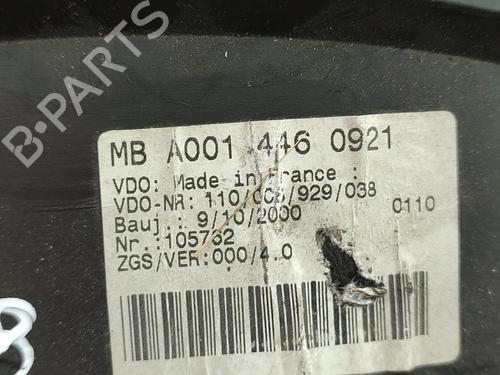 B-PARTS
MB A001 446 0921
VDO: Made in France :
VDO-NR: 110/008/929/038
Bauj.: 9/10/2000 0110
Nr.:105762
ZGS/VER:000/4.0